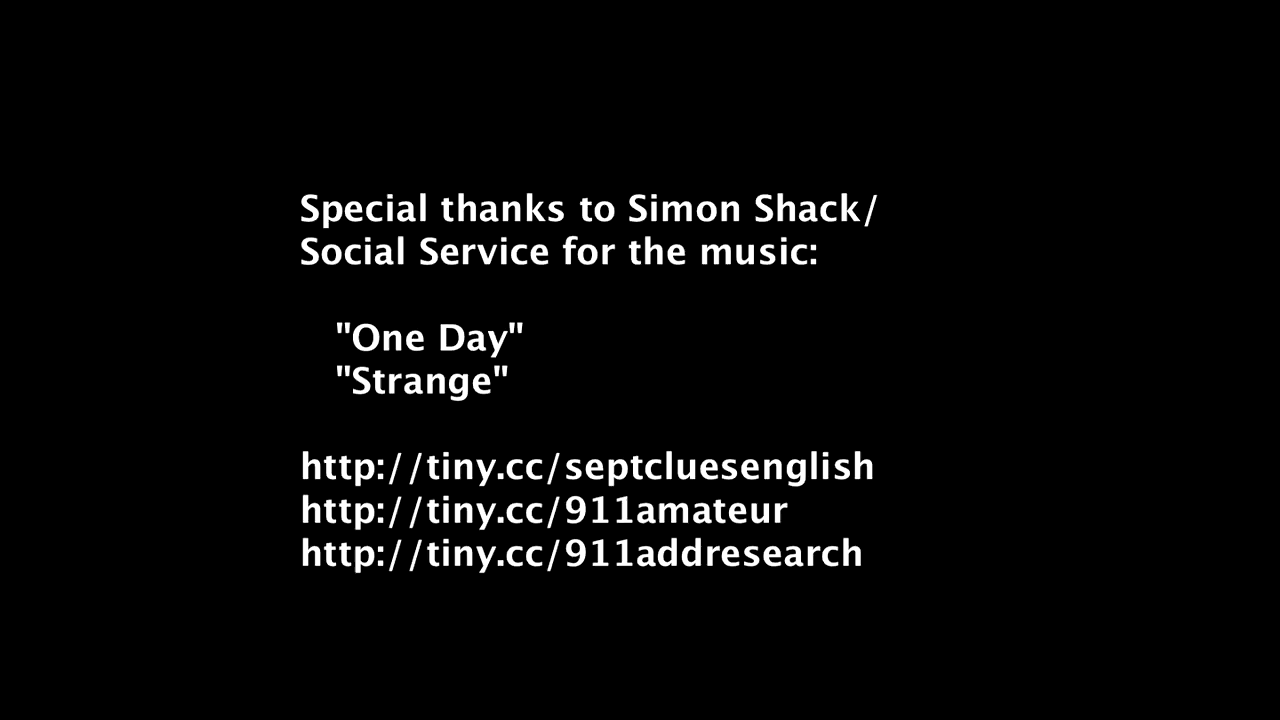 Special thanks to Simon Shack/
Social Service for the music:
"One Day"
"Strange"
http://tiny.cc/septcluesenglish
http://tiny.cc/911amateur
http://tiny.cc/911addresearch